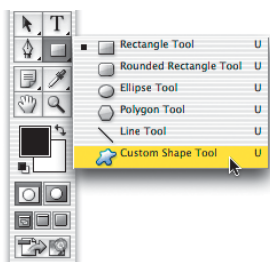 T
Rectangle Tool U
Rounded Rectangle Tool U
Ellipse Tool U
Polygon Tool U
Line Tool U
Custom Shape Tool U